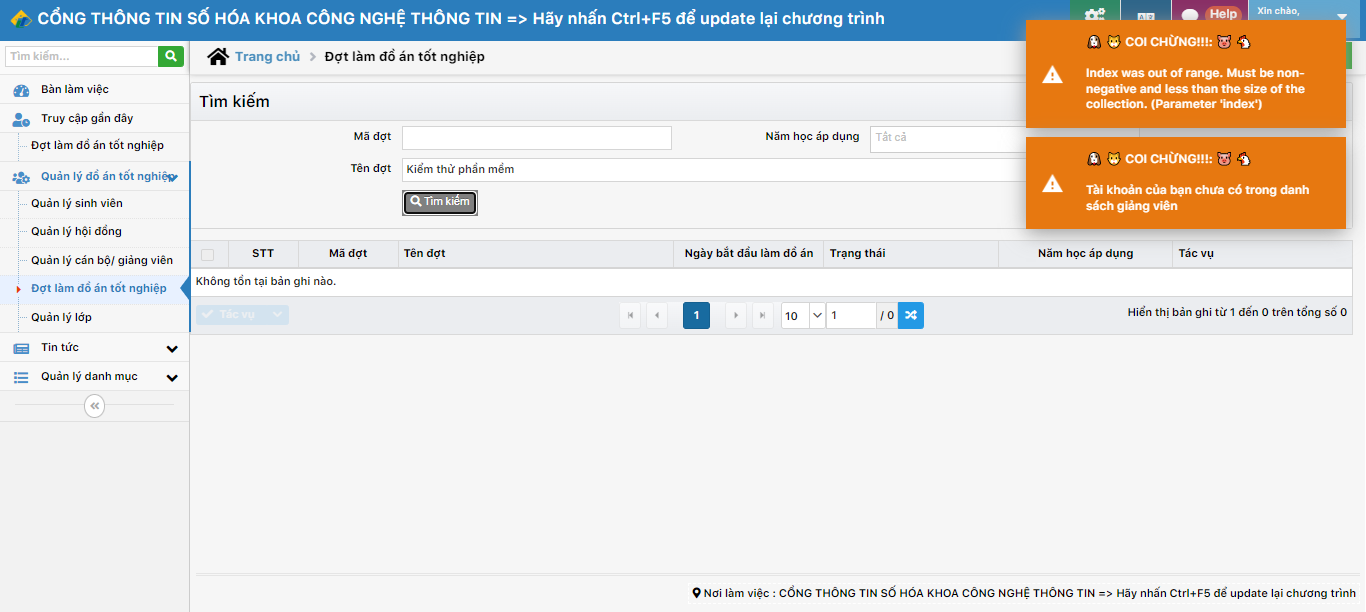 CỔNG THÔNG TIN SỐ HÓA KHOA CÔNG NGHỆ THÔNG TIN => Hãy nhấn Ctrl+F5 để update lại chương trình
Help
Xin chào,
Tìm kiếm...
Trang chủ
Đợt làm đồ án tốt nghiệp
COI CHỪNG!!!:
Index was out of range. Must be non-
negative and less than the size of the
collection. (Parameter 'index')
COI CHỪNG!!!:
Tài khoản của bạn chưa có trong danh
sách giảng viên
Bàn làm việc
Truy cập gần đây
Đợt làm đồ án tốt nghiệp
Quản lý đồ án tốt nghiệp
Quản lý sinh viên
Quản lý hội đồng
Quản lý cán bộ/ giảng viên
Đợt làm đồ án tốt nghiệp
Quản lý lớp
Tin tức
Quản lý danh mục
Tìm kiếm
Mã đợt
Năm học áp dụng
Tất cả
Tên đợt
Kiểm thử phần mềm
Tìm kiếm
STT
Mã đợt
Tên đợt
Ngày bắt đầu làm đồ án
Trạng thái
Năm học áp dụng
Tác vụ
Không tồn tại bản ghi nào.
Tác vụ
1
10
1
/ 0
Hiển thị bản ghi từ 1 đến 0 trên tổng số 0
Nơi làm việc : CỔNG THÔNG TIN SỐ HÓA KHOA CÔNG NGHỆ THÔNG TIN => Hãy nhấn Ctrl+F5 để update lại chương trình